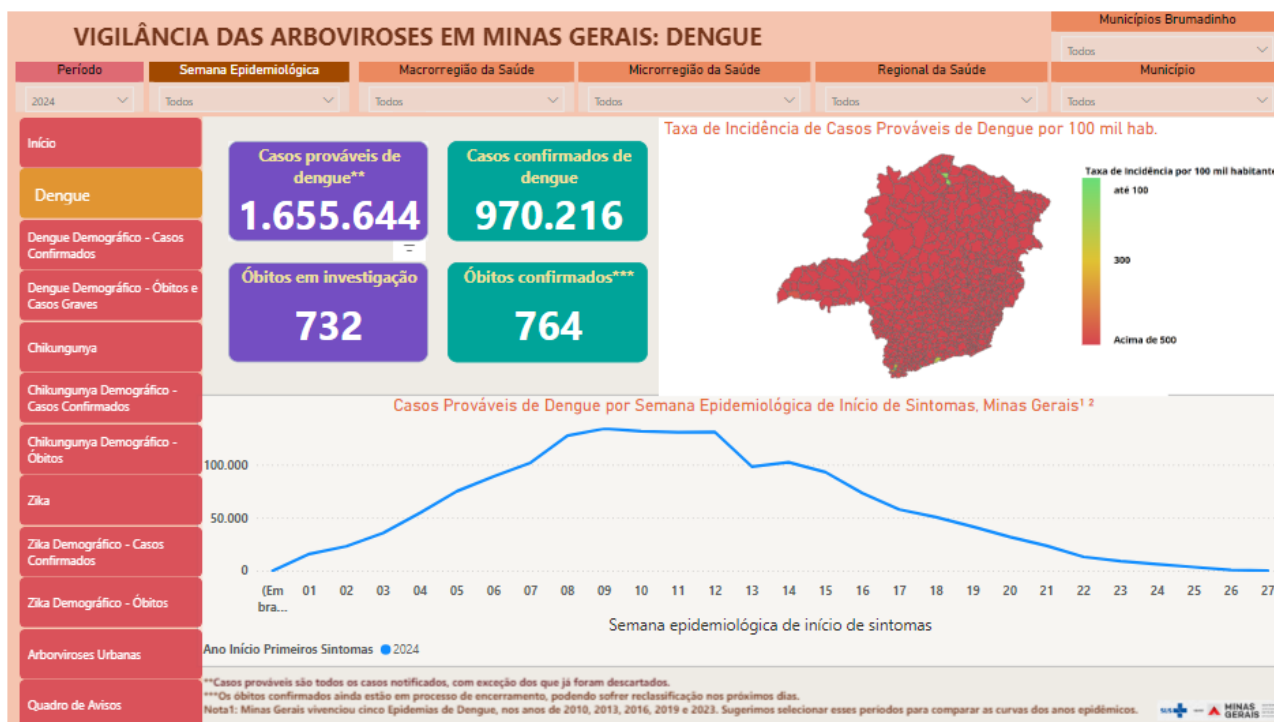 VIGILÂNCIA DAS ARBOVIROSES EM MINAS GERAIS: DENGUE
Municípios Brumadinho
Todos
Período
Semana Epidemiológica
Macrorregião da Saúde
Microrregião da Saúde
Regional da Saúde
Município
2024
Todos
Todos
Todos
Todos
Todos
Início
Dengue
Dengue Demográfico - Casos
Confirmados
Dengue Demográfico - Óbitos e
Casos Graves
Chikungunya
Chikungunya Demográfico -
Casos Confirmados
Chikungunya Demográfico -
Óbitos
Zika
Zika Demográfico - Casos
Confirmados
Zika Demográfico - Óbitos
Arborviroses Urbanas
Quadro de Avisos
Casos prováveis de
dengue**
1.655.644
Casos confirmados de
dengue
970.216
Óbitos em investigação
732
Óbitos confirmados***
764
Taxa de Incidência de Casos Prováveis de Dengue por 100 mil hab.
Taxa de Incidência por 100 mil habitante
até 100
300
Acima de 500
Casos Prováveis de Dengue por Semana Epidemiológica de Início de Sintomas, Minas Gerais¹ ²
100.000
50.000
0
(Em
bra...
01 02 03 04 05 06 07 08 09 10 11 12 13 14 15 16 17 18 19 20 21 22 23 24 25 26 27
Semana epidemiológica de início de sintomas
Ano Início Primeiros Sintomas 2024
**Casos prováveis são todos os casos notificados, com exceção dos que já foram descartados.
***Os óbitos confirmados ainda estão em processo de encerramento, podendo sofrer reclassificação nos próximos dias.
Nota1: Minas Gerais vivenciou cinco Epidemias de Dengue, nos anos de 2010, 2013, 2016, 2019 e 2023. Sugerimos selecionar esses períodos para comparar as curvas dos anos epidêmicos.
SUS
MINAS
GERAIS